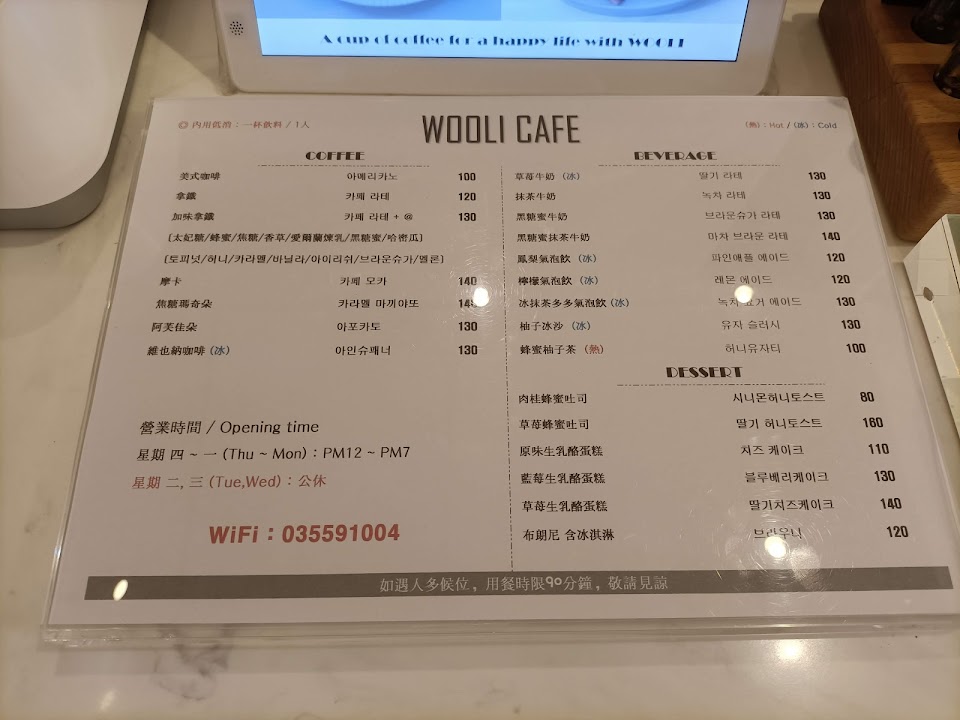 A cup of coffee for a happy life with WOOLI
◎ 內用低消：一杯飲料 / 1人
WOOLI CAFE
(熱)：Hot / (冰)：Cold
COFFEE
美式咖啡 아메리카노 100
拿鐵 카페 라테 120
加味拿鐵 카페 라테 + @ 130
(太妃糖/蜂蜜/焦糖/香草/愛爾蘭煉乳/黑糖蜜/哈密瓜)
(토피넛/허니/카라멜/바닐라/아이리쉬/브라운슈가/멜론)
摩卡 카페 모카 140
焦糖瑪奇朵 카라멜 마끼야또
阿芙佳朵 아포카토 130
維也納咖啡 (冰) 아인슈패너 130
營業時間 / Opening time
星期 四 ~ 一 (Thu ~ Mon)：PM12 ~ PM7
星期 二, 三 (Tue,Wed)：公休
WiFi：035591004
BEVERAGE
草莓牛奶 (冰) 딸기 라테 130
抹茶牛奶 녹차 라테 130
黑糖蜜牛奶 브라운슈가 라테 130
黑糖蜜抹茶牛奶 마차 브라운 라테 140
鳳梨氣泡飲 (冰) 파인애플 에이드 120
檸檬氣泡飲 (冰) 레몬 에이드 120
冰抹茶多多氣泡飲 (冰) 녹차 에이드 130
柚子冰沙 (冰) 유자 슬러시 130
蜂蜜柚子茶 (熱) 허니유자티 100
DESSERT
肉桂蜂蜜吐司 시니몬허니토스트 80
草莓蜂蜜吐司 딸기 허니토스트 160
原味生乳酪蛋糕 치즈 케이크 110
藍莓生乳酪蛋糕 블루베리케이크 130
草莓生乳酪蛋糕 딸기치즈케이크 140
布朗尼 含冰淇淋 브라우니 120
如遇人多候位，用餐時限90分鐘，敬請見諒